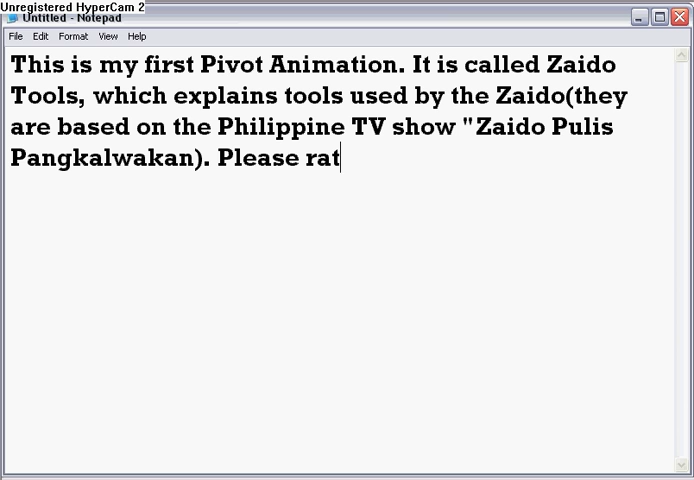 Unregistered HyperCam 2
Untitled - Notepad
File Edit Format View Help
This is my first Pivot Animation. It is called Zaido
Tools, which explains tools used by the Zaido(they
are based on the Philippine TV show "Zaido Pulis
Pangkalwakan). Please rat